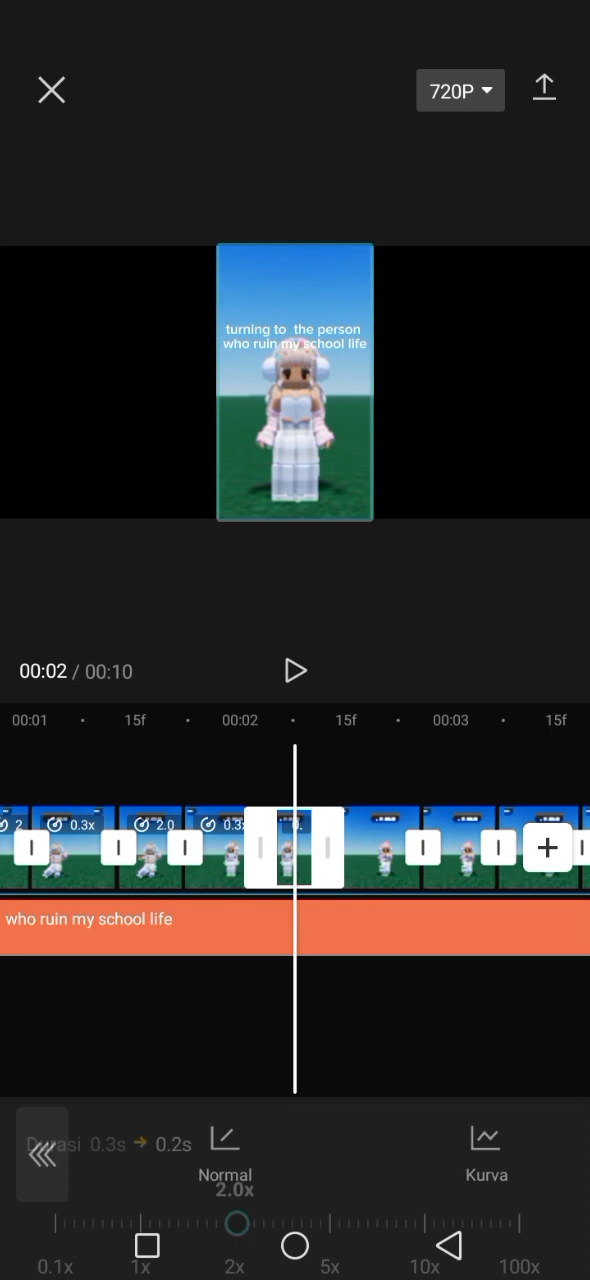 720P
turning to  the person
who ruin my school life
00:02 / 00:10
00:01
15f
00:02
15f
00:03
15f
2
0.3x
2.0
0.3x
who ruin my school life
Durasi 0.3s → 0.2s
Normal
Kurva
2.0x
0.1x
1x
2x
5x
10x
100x